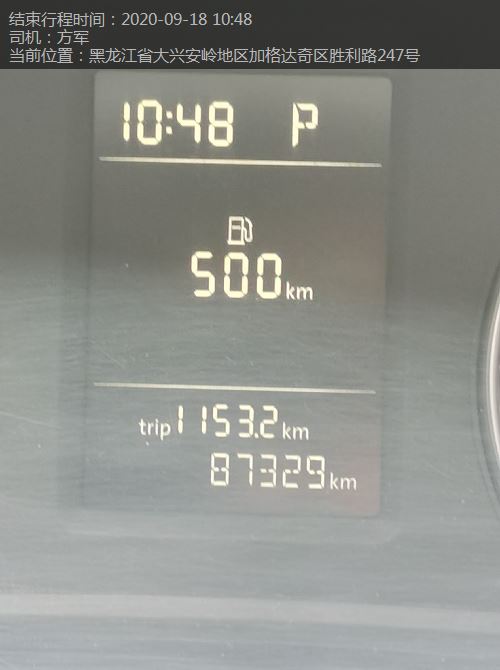 结束行程时间：2020-09-18 10:48
司机：方军
当前位置：黑龙江省大兴安岭地区加格达奇区胜利路247号
10:48 P
500km
trip1153.2km
87329km